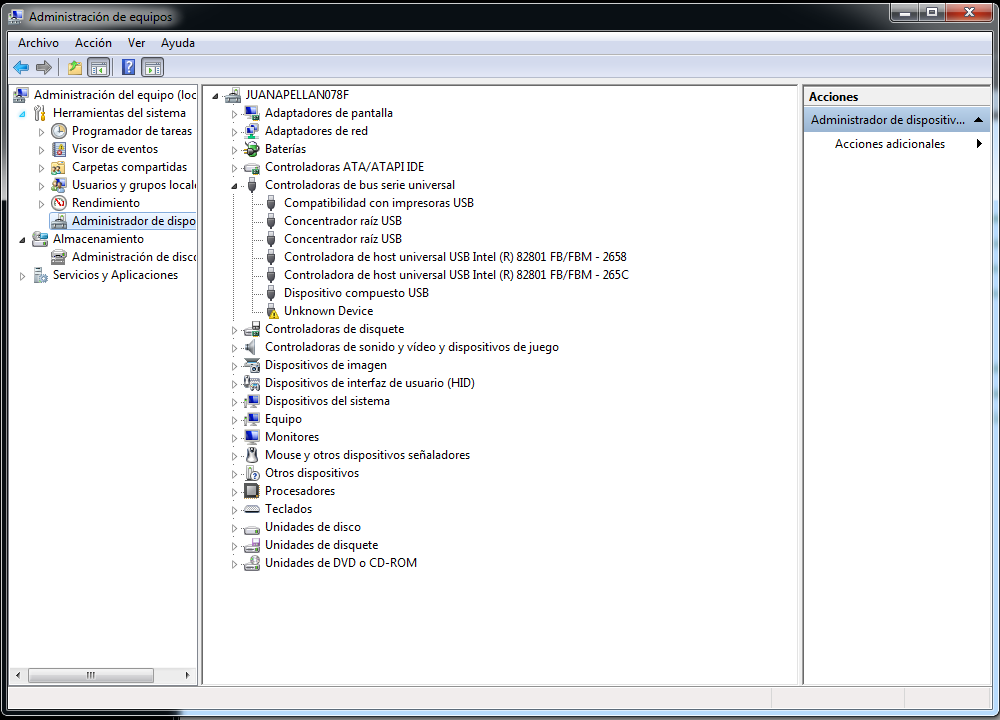 Administración de equipos
Archivo Acción Ver Ayuda
Administración del equipo (loc
Herramientas del sistema
Programador de tareas
Visor de eventos
Carpetas compartidas
Usuarios y grupos local
Rendimiento
Administrador de dispo
Almacenamiento
Administración de disco
Servicios y Aplicaciones
JUANAPELLAN078F
Adaptadores de pantalla
Adaptadores de red
Baterías
Controladoras ATA/ATAPI IDE
Controladoras de bus serie universal
Compatibilidad con impresoras USB
Concentrador raíz USB
Concentrador raíz USB
Controladora de host universal USB Intel (R) 82801 FB/FBM - 2658
Controladora de host universal USB Intel (R) 82801 FB/FBM - 265C
Dispositivo compuesto USB
Unknown Device
Controladoras de disquete
Controladoras de sonido y vídeo y dispositivos de juego
Dispositivos de imagen
Dispositivos de interfaz de usuario (HID)
Dispositivos del sistema
Equipo
Monitores
Mouse y otros dispositivos señaladores
Otros dispositivos
Procesadores
Teclados
Unidades de disco
Unidades de disquete
Unidades de DVD o CD-ROM
Acciones
Administrador de dispositiv...
Acciones adicionales